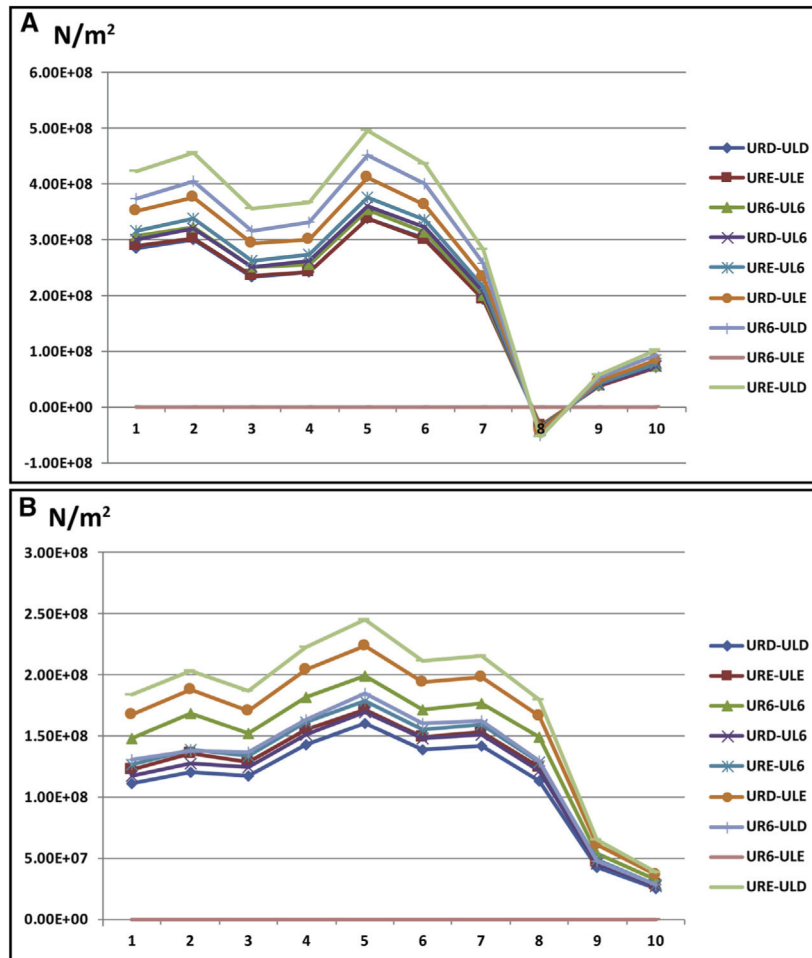 A
N/m²
6.00E+08
5.00E+08
4.00E+08
3.00E+08
2.00E+08
1.00E+08
0.00E+00
-1.00E+08
1 2 3 4 5 6 7 8 9 10
URD-ULD
URE-ULE
UR6-UL6
URD-UL6
URE-UL6
URD-ULE
UR6-ULD
UR6-ULE
URE-ULD
B
N/m²
3.00E+08
2.50E+08
2.00E+08
1.50E+08
1.00E+08
5.00E+07
0.00E+00
1 2 3 4 5 6 7 8 9 10
URD-ULD
URE-ULE
UR6-UL6
URD-UL6
URE-UL6
URD-ULE
UR6-ULD
UR6-ULE
URE-ULD